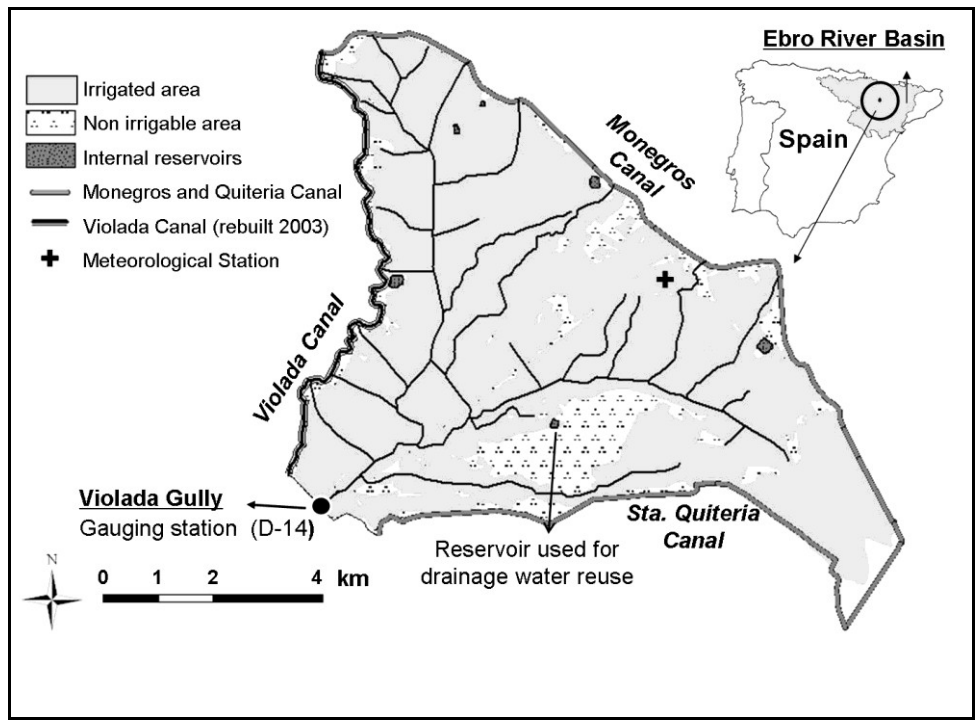 Ebro River Basin
Spain
Irrigated area
Non irrigable area
Internal reservoirs
Monegros and Quiteria Canal
Violada Canal (rebuilt 2003)
Meteorological Station
Monegros
Canal
Violada Canal
Violada Gully
Gauging station (D-14)
Sta. Quiteria
Canal
Reservoir used for
drainage water reuse
N
0 1 2 4 km